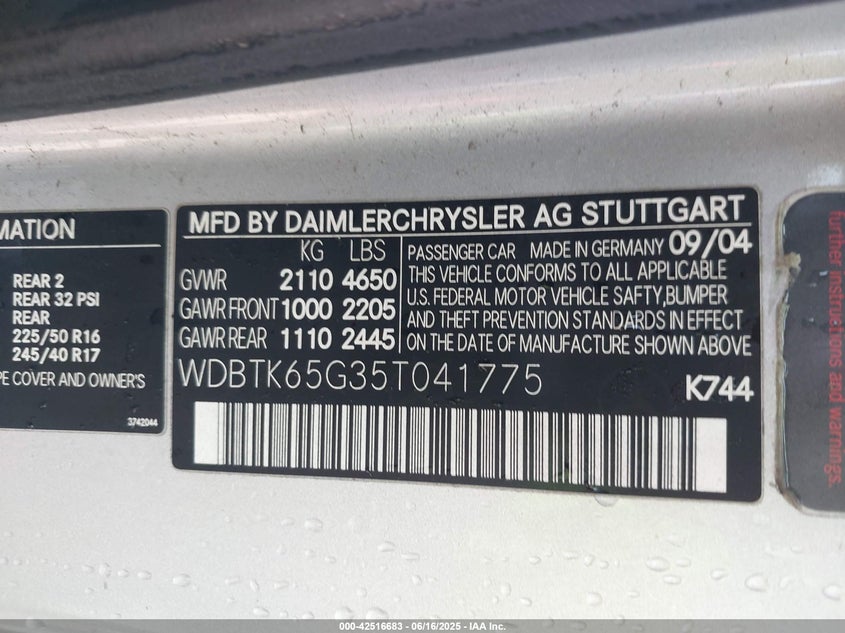 MATION
REAR 2
REAR 32 PSI
REAR
225/50 R16
245/40 R17
COVER AND OWNER'S
3742044
MFD BY DAIMLERCHRYSLER AG STUTTGART
KG LBS
GVWR 2110 4650
GAWR FRONT 1000 2205
GAWR REAR 1110 2445
PASSENGER CAR MADE IN GERMANY 09/04
THIS VEHICLE CONFORMS TO ALL APPLICABLE
U.S. FEDERAL MOTOR VEHICLE SAFTY,BUMPER
AND THEFT PREVENTION STANDARDS IN EFFECT
ON THE DATE OF MANUFACTURE SHOWN ABOVE
WDBTK65G35T041775
K744
further instructions
and warnings.
000-42516683 - 06/16/2025 - IAA Inc.